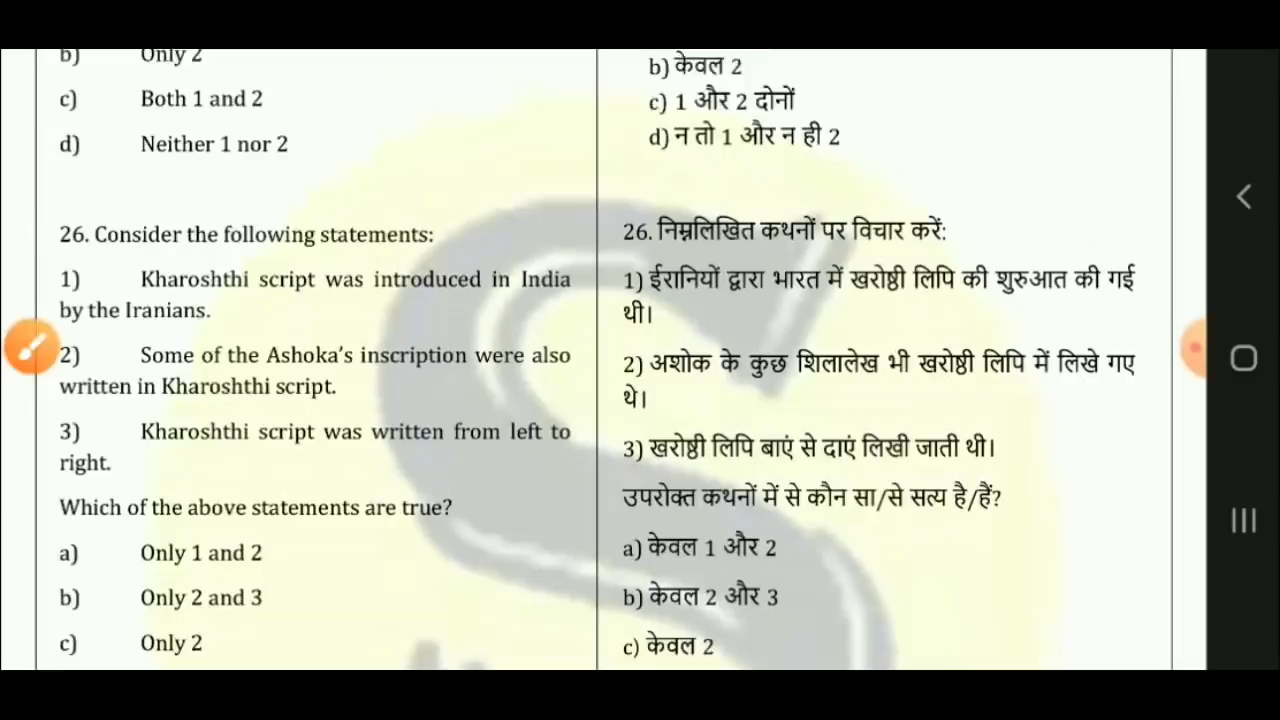 b) Only 2
c) Both 1 and 2
d) Neither 1 nor 2
26. Consider the following statements:
1) Kharoshthi script was introduced in India
by the Iranians.
2) Some of the Ashoka's inscription were also
written in Kharoshthi script.
3) Kharoshthi script was written from left to
right.
Which of the above statements are true?
a) Only 1 and 2
b) Only 2 and 3
c) Only 2
b) केवल 2
c) 1 और 2 दोनों
d) न तो 1 और न ही 2
26. निम्नलिखित कथनों पर विचार करें:
1) ईरानियों द्वारा भारत में खरोष्ठी लिपि की शुरुआत की गई
थी।
2) अशोक के कुछ शिलालेख भी खरोष्ठी लिपि में लिखे गए
थे।
3) खरोष्ठी लिपि बाएं से दाएं लिखी जाती थी।
उपरोक्त कथनों में से कौन सा/से सत्य है/हैं?
a) केवल 1 और 2
b) केवल 2 और 3
c) केवल 2